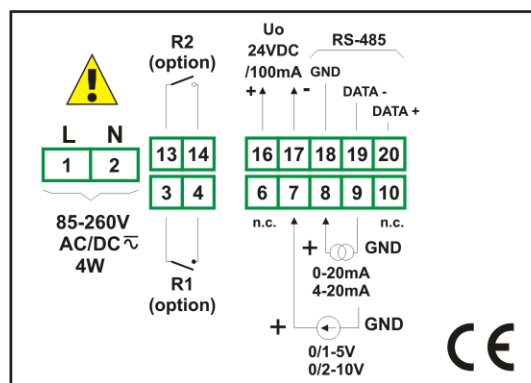 R2
(option)
Uo
24VDC
/100mA
+ -
RS-485
GND
DATA -
DATA +
L N
1 2
13 14
3 4
16 17 18 19 20
6 7 8 9 10
n.c.
n.c.
85-260V
AC/DC
4W
R1
(option)
+ GND
0-20mA
4-20mA
+ GND
0/1-5V
0/2-10V
CE